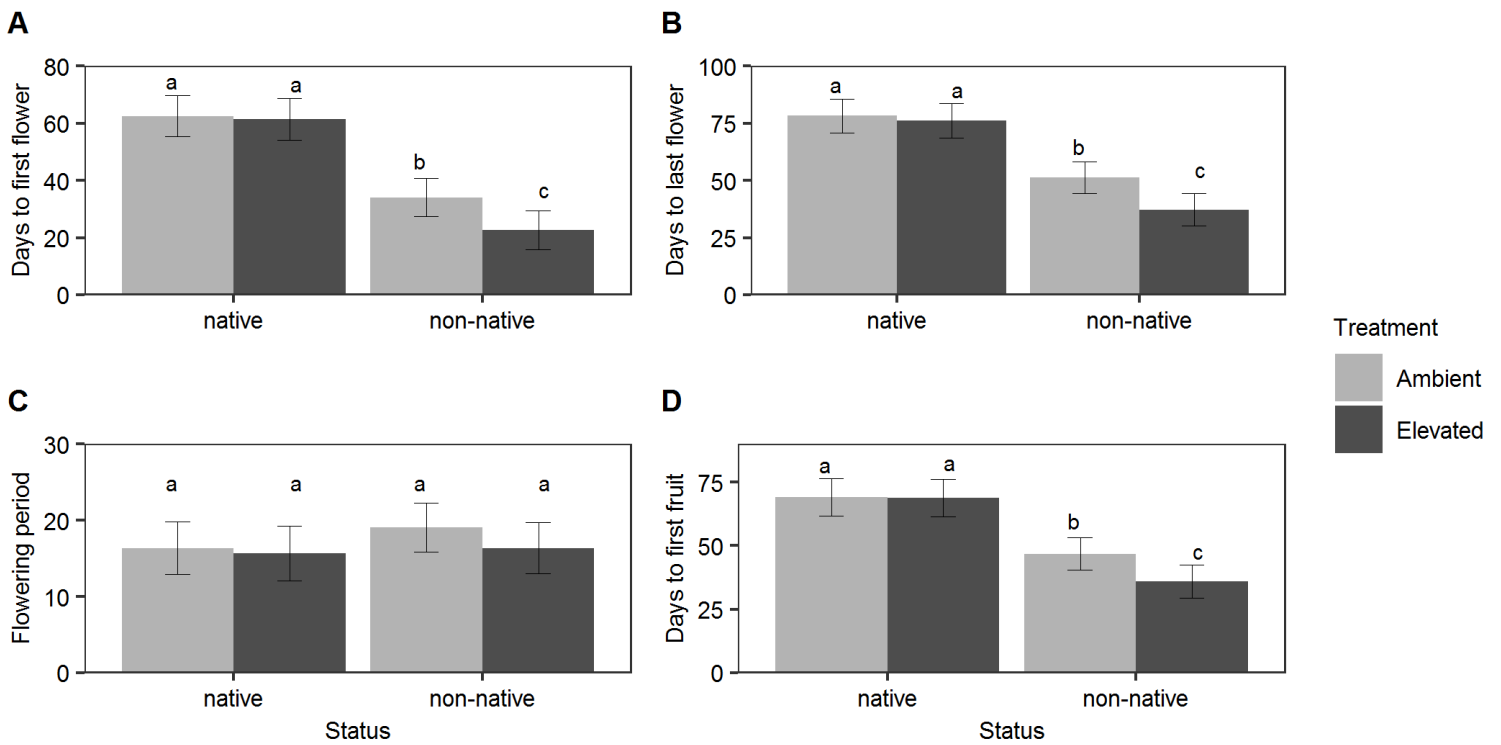 A
Days to first flower
80
60
40
20
0
a
a
b
c
native
non-native
B
Days to last flower
100
75
50
25
0
a
a
b
c
native
non-native
Treatment
Ambient
Elevated
C
Flowering period
30
20
10
0
a
a
a
a
native
non-native
Status
D
Days to first fruit
75
50
25
0
a
a
b
c
native
non-native
Status